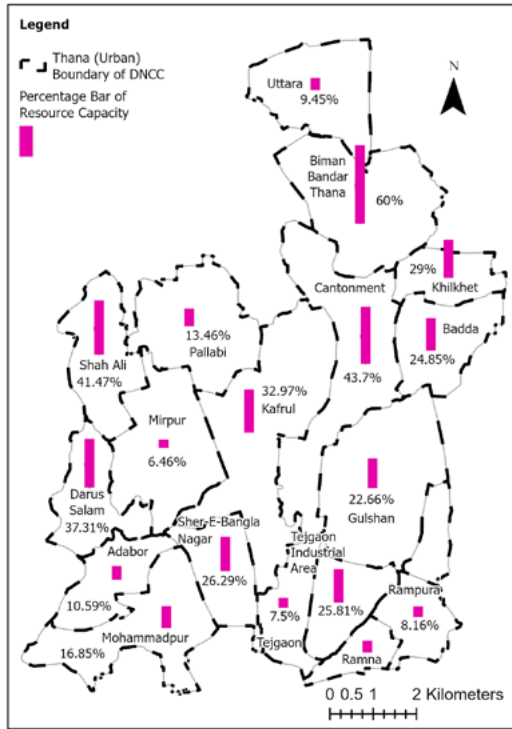 Legend
Thana (Urban)
Boundary of DNCC
Percentage Bar of
Resource Capacity
N
Uttara
9.45%
Biman
Bandar
Thana
60%
Cantonment
43.7%
29%
Khilkhet
Badda
24.85%
13.46%
Pallabi
Shah Ali
41.47%
32.97%
Kafrul
Mirpur
6.46%
Darus
Salam
37.31%
22.66%
Gulshan
Sher-E-Bangla
Nagar
26.29%
Tejgaon
Industrial
Area
25.81%
Adabor
10.59%
7.5%
Tejgaon
Rampura
8.16%
16.85%
Mohammadpur
Ramna
0 0.5 1 2 Kilometers